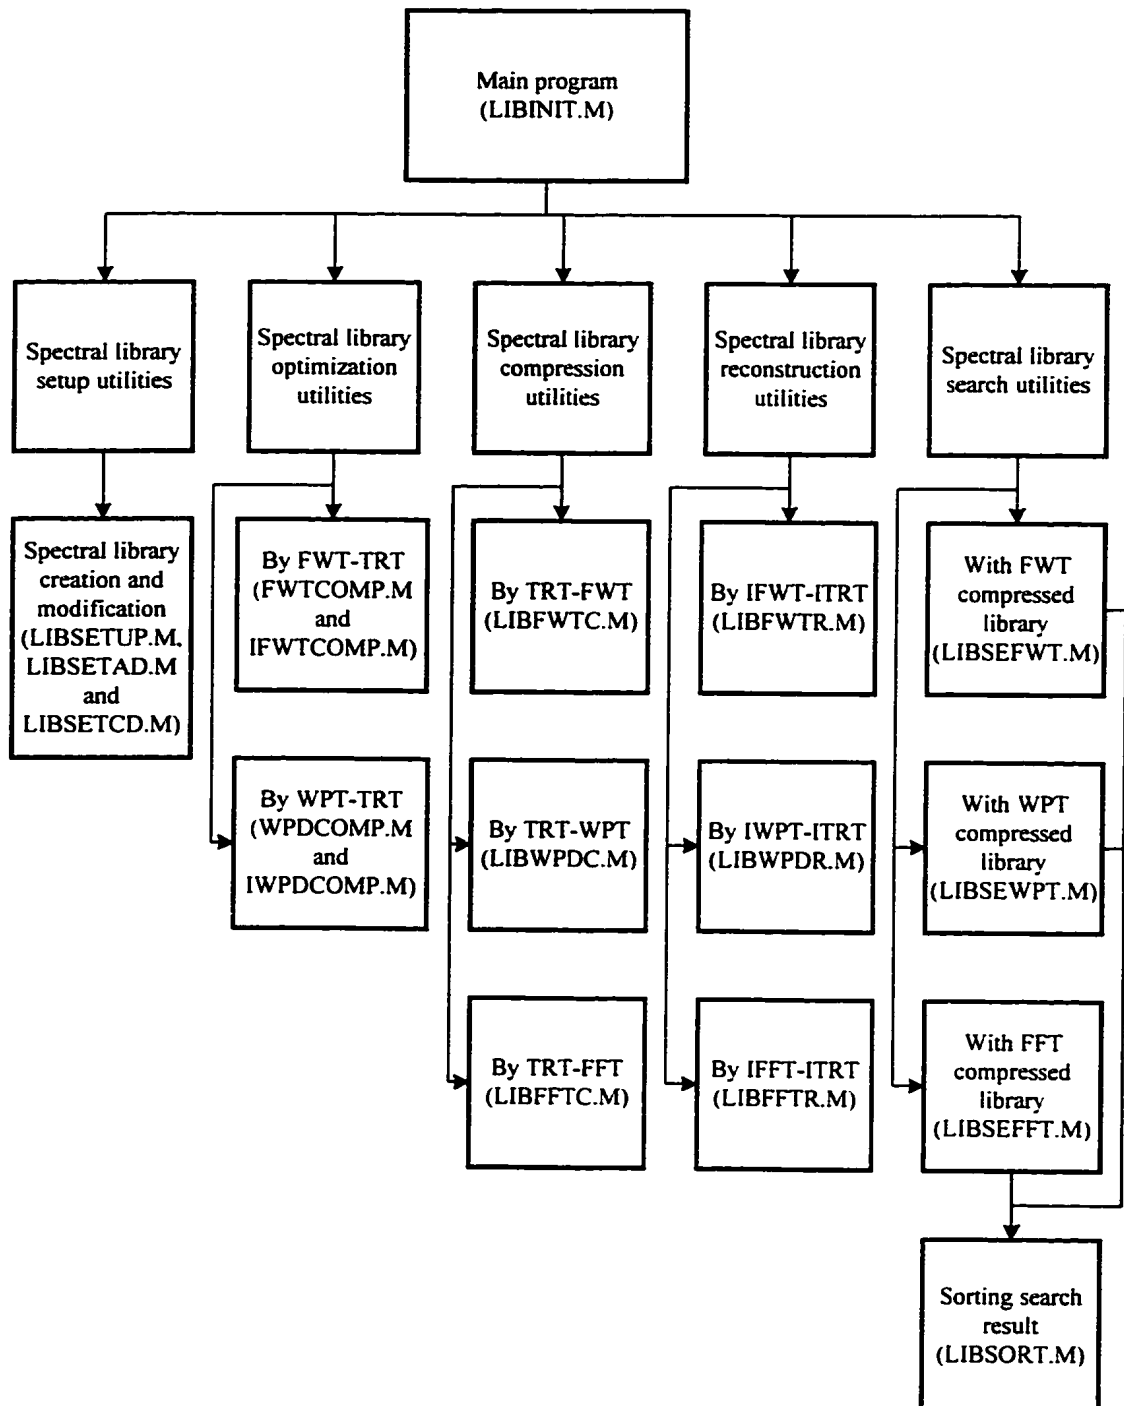 Main program
(LIBINIT.M)
Spectral library
setup utilities
Spectral library
optimization
utilities
Spectral library
compression
utilities
Spectral library
reconstruction
utilities
Spectral library
search utilities
Spectral library
creation and
modification
(LIBSETUP.M,
LIBSETAD.M
and
LIBSETCD.M)
By FWT-TRT
(FWTCOMP.M
and
IFWTCOMP.M)
By TRT-FWT
(LIBFWTC.M)
By IFWT-ITRT
(LIBFWTR.M)
With FWT
compressed
library
(LIBSEFWT.M)
By WPT-TRT
(WPDCOMP.M
and
IWPDCOMP.M)
By TRT-WPT
(LIBWPDC.M)
By IWPT-ITRT
(LIBWPDR.M)
With WPT
compressed
library
(LIBSEWPT.M)
By TRT-FFT
(LIBFFTC.M)
By IFFT-ITRT
(LIBFFTR.M)
With FFT
compressed
library
(LIBSEFFT.M)
Sorting search
result
(LIBSORT.M)